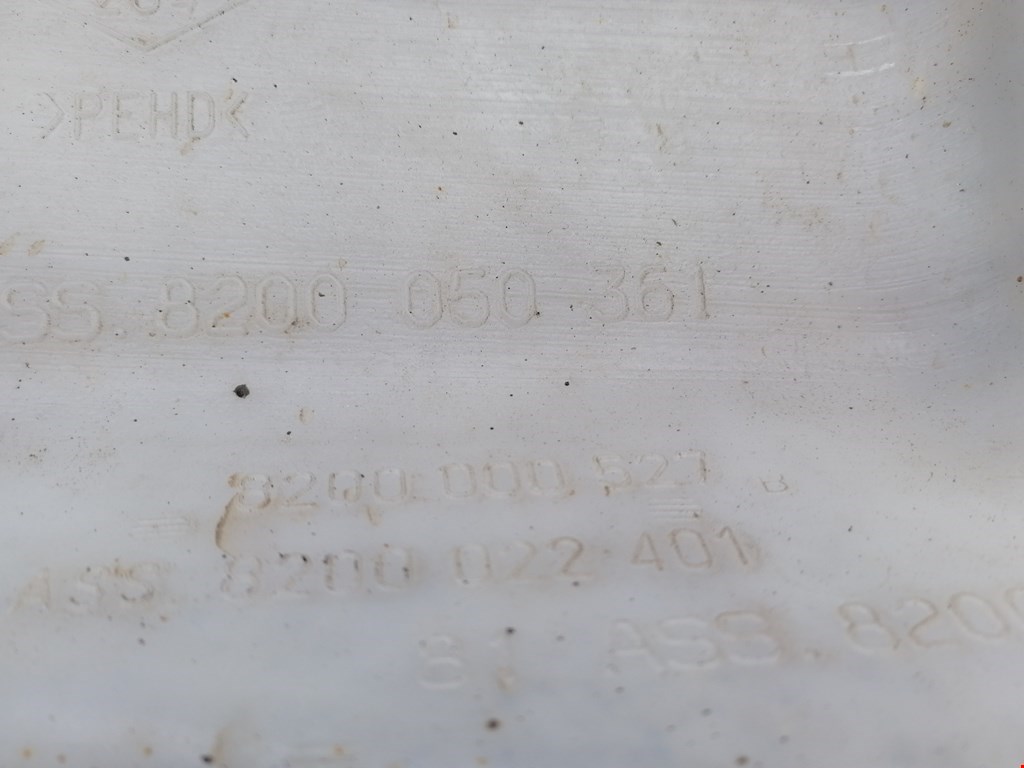 >PEHD<
SS. 8200 050 361
8200 000 527 B
ASS. 8200 022 401
ASS. 8200